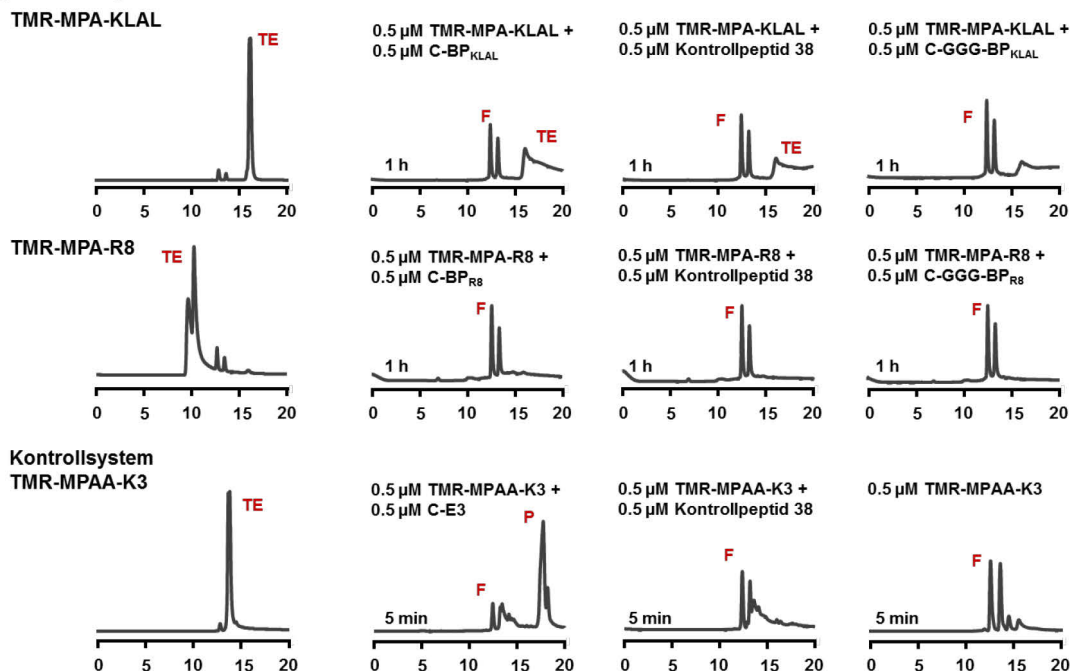 TMR-MPA-KLAL
TE
0 5 10 15 20
0.5 µM TMR-MPA-KLAL +
0.5 µM C-BPKLAL
F
TE
1 h
0 5 10 15 20
0.5 µM TMR-MPA-KLAL +
0.5 µM Kontrollpeptid 38
F
TE
1 h
0 5 10 15 20
0.5 µM TMR-MPA-KLAL +
0.5 µM C-GGG-BPKLAL
F
1 h
0 5 10 15 20
TMR-MPA-R8
TE
0 5 10 15 20
0.5 µM TMR-MPA-R8 +
0.5 µM C-BPR8
F
1 h
0 5 10 15 20
0.5 µM TMR-MPA-R8 +
0.5 µM Kontrollpeptid 38
F
1 h
0 5 10 15 20
0.5 µM TMR-MPA-R8 +
0.5 µM C-GGG-BPR8
F
1 h
0 5 10 15 20
Kontrollsystem
TMR-MPAA-K3
TE
0 5 10 15 20
0.5 µM TMR-MPAA-K3 +
0.5 µM C-E3
P
F
5 min
0 5 10 15 20
0.5 µM TMR-MPAA-K3 +
0.5 µM Kontrollpeptid 38
F
5 min
0 5 10 15 20
0.5 µM TMR-MPAA-K3
F
5 min
0 5 10 15 20